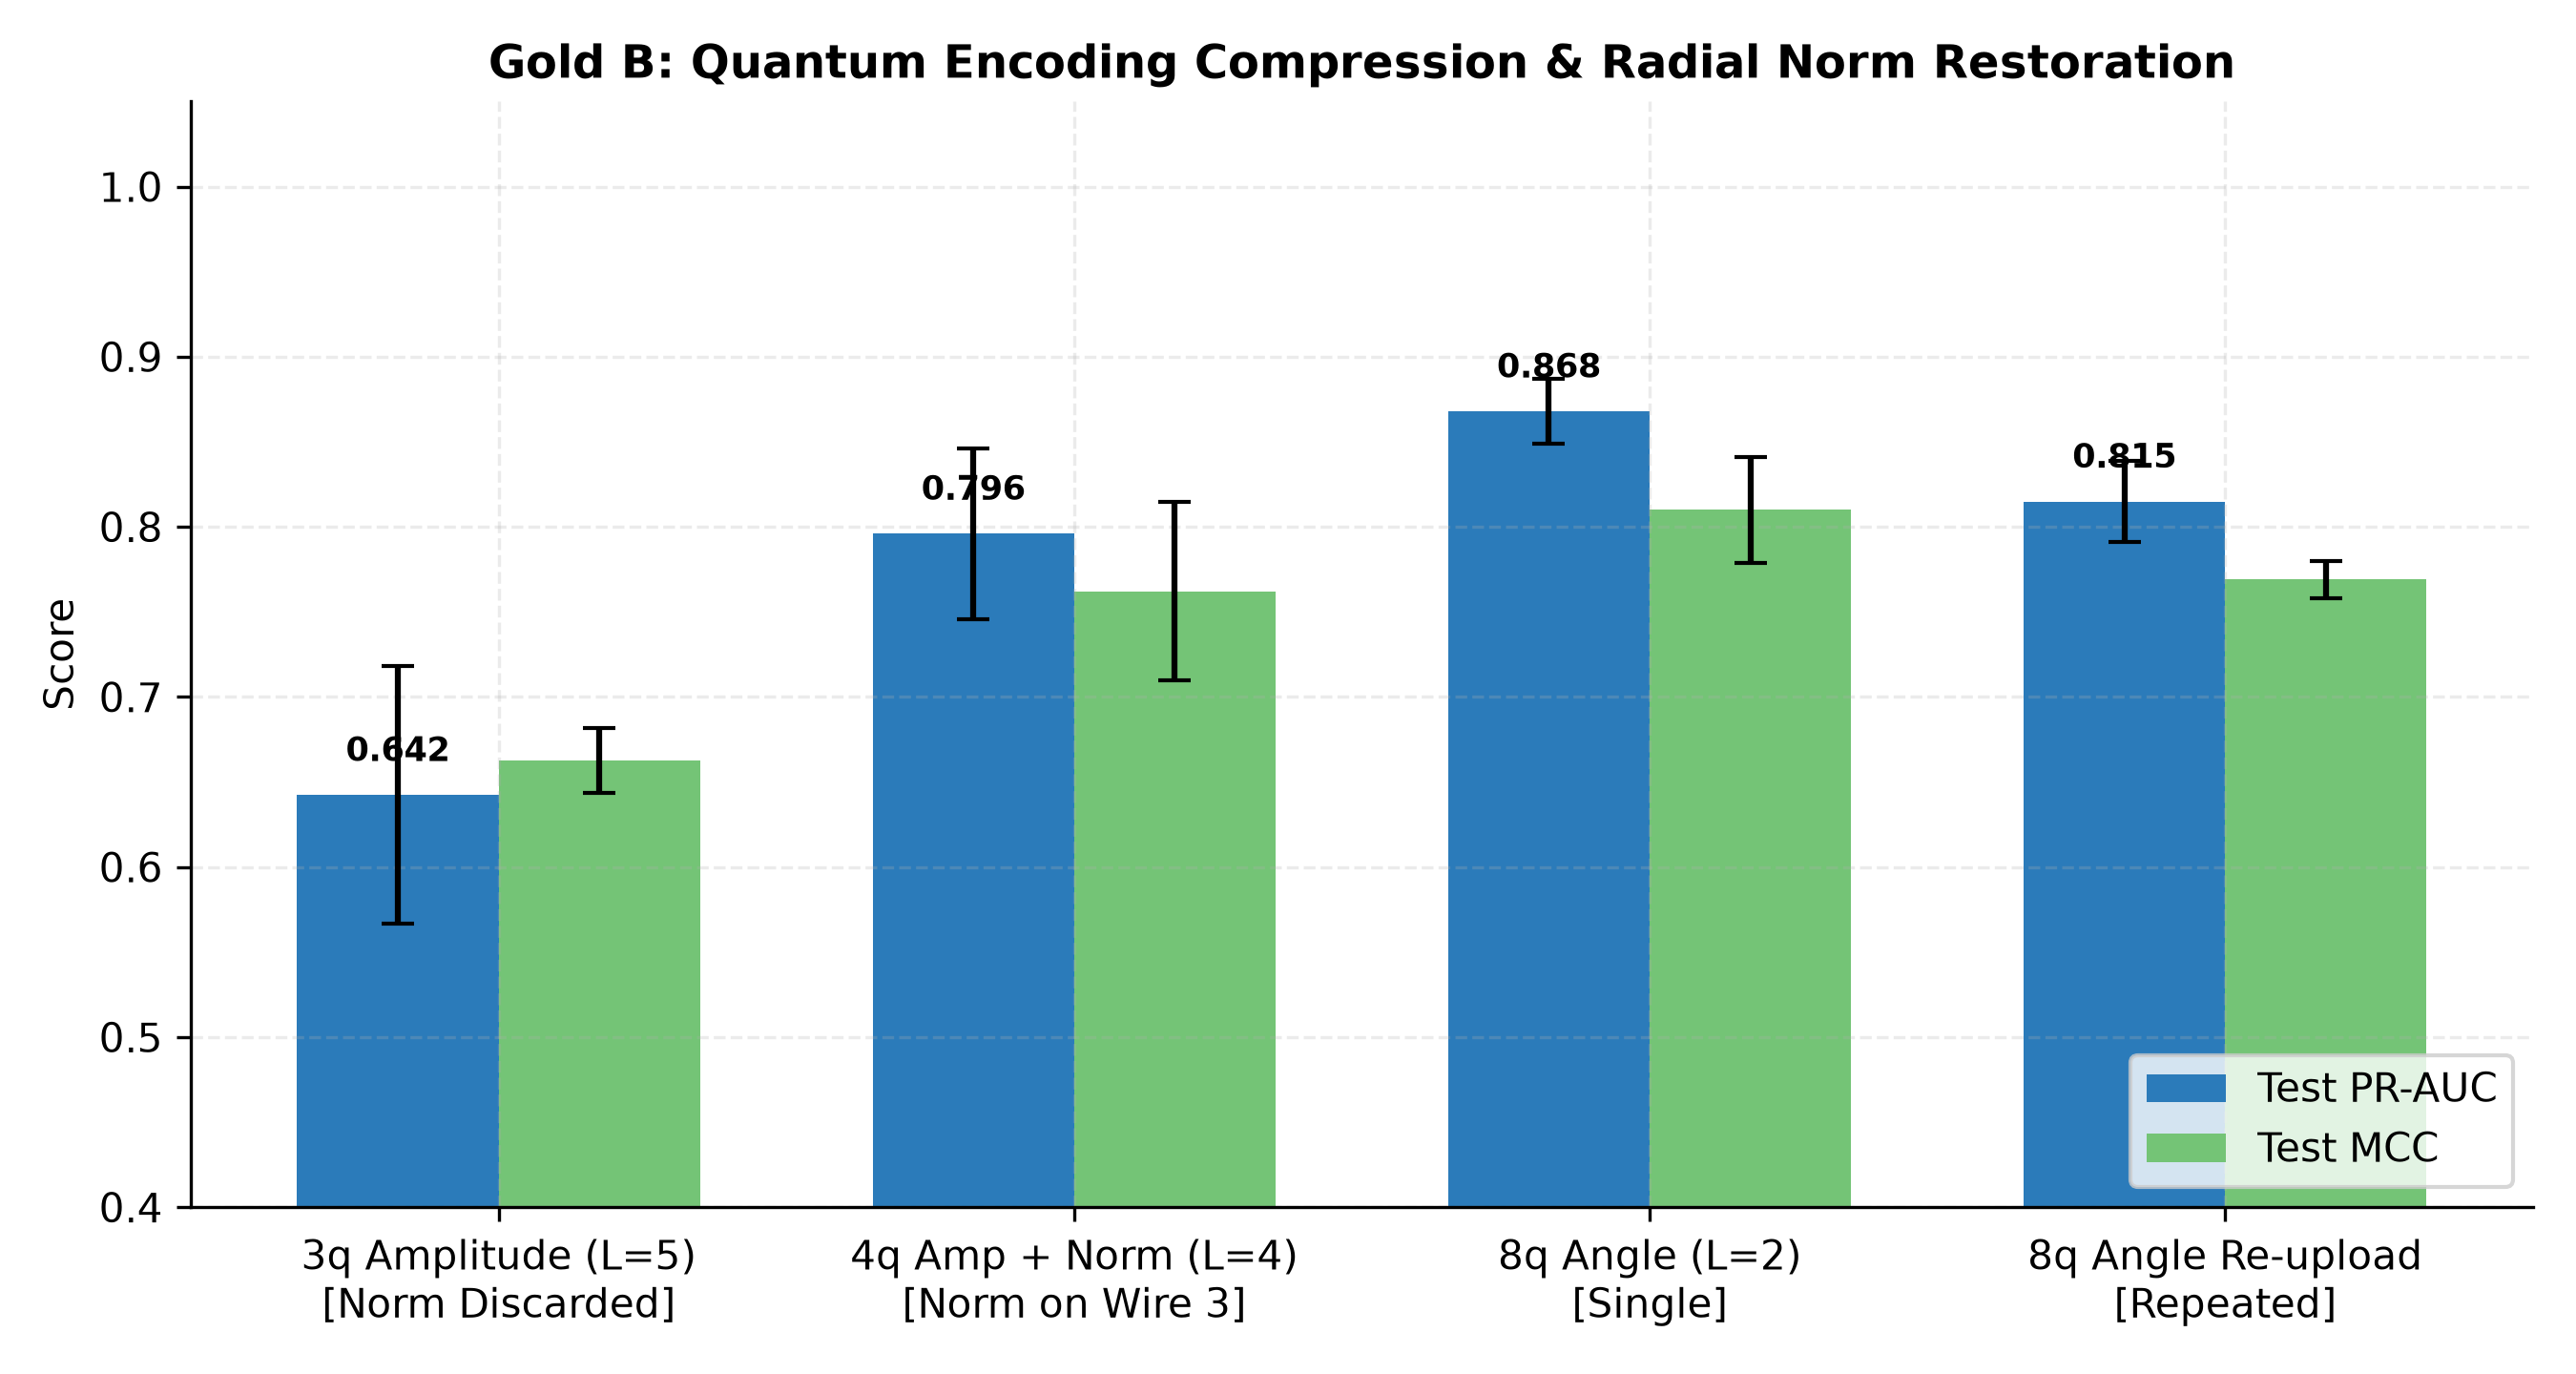 Gold B: Quantum Encoding Compression & Radial Norm Restoration
Score
1.0
0.9
0.8
0.7
0.6
0.5
0.4
0.642
0.796
0.868
0.815
Test PR-AUC
Test MCC
3q Amplitude (L=5)
[Norm Discarded]
4q Amp + Norm (L=4)
[Norm on Wire 3]
8q Angle (L=2)
[Single]
8q Angle Re-upload
[Repeated]